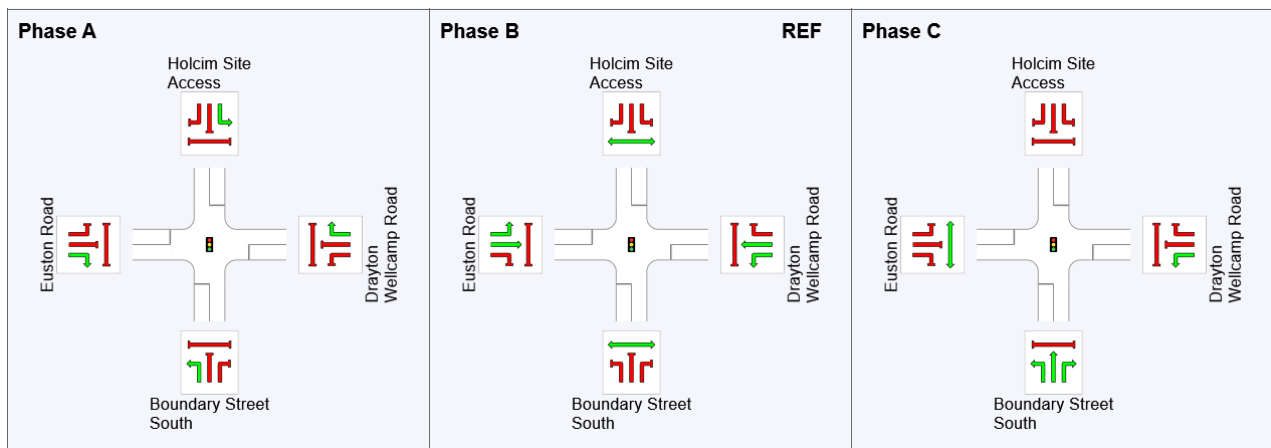 Phase A
Holcim Site
Access
Euston Road
Drayton
Wellcamp Road
Boundary Street
South
Phase B
REF
Holcim Site
Access
Euston Road
Drayton
Wellcamp Road
Boundary Street
South
Phase C
Holcim Site
Access
Euston Road
Drayton
Wellcamp Road
Boundary Street
South